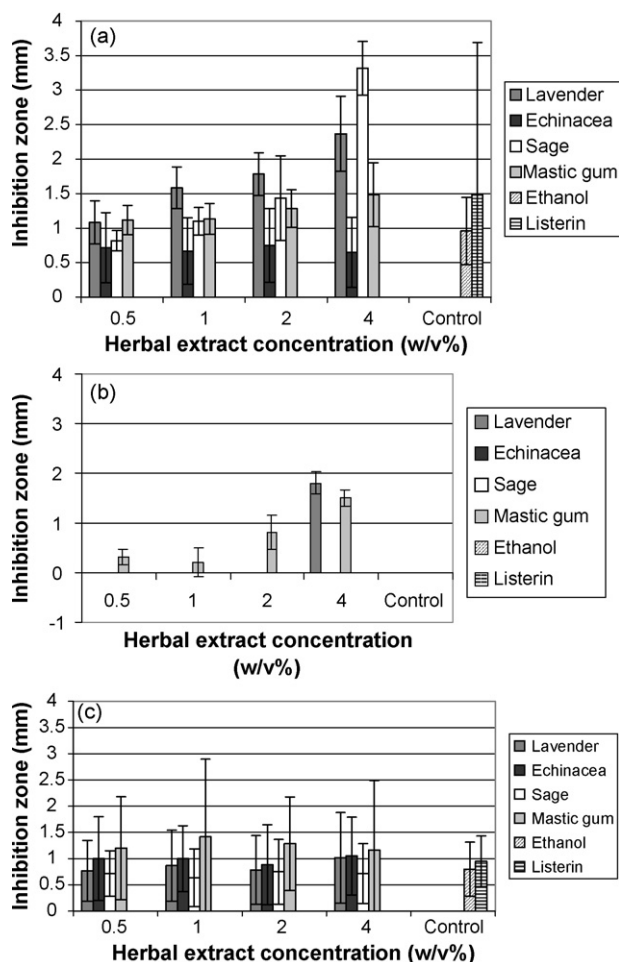 (a)
4
3.5
3
2.5
2
1.5
1
0.5
0
Inhibition zone (mm)
0.5 1 2 4 Control
Herbal extract concentration (w/v%)
Lavender
Echinacea
Sage
Mastic gum
Ethanol
Listerin
(b)
4
3
2
1
0
-1
Inhibition zone (mm)
0.5 1 2 4 Control
Herbal extract concentration
(w/v%)
Lavender
Echinacea
Sage
Mastic gum
Ethanol
Listerin
(c)
4
3.5
3
2.5
2
1.5
1
0.5
0
Inhibition zone (mm)
0.5 1 2 4 Control
Herbal extract concentration (w/v%)
Lavender
Echinacea
Sage
Mastic gum
Ethanol
Listerin